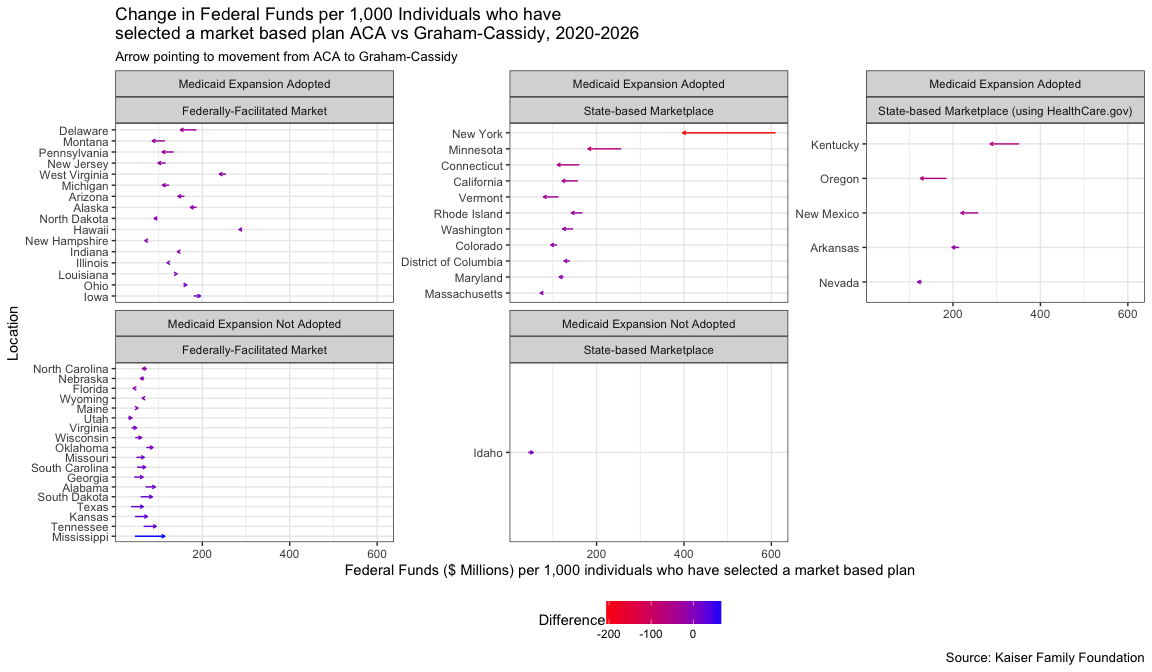 Change in Federal Funds per 1,000 Individuals who have
selected a market based plan ACA vs Graham-Cassidy, 2020-2026
Arrow pointing to movement from ACA to Graham-Cassidy
Location
Medicaid Expansion Adopted
Federally-Facilitated Market
Delaware
Montana
Pennsylvania
New Jersey
West Virginia
Michigan
Arizona
Alaska
North Dakota
Hawaii
New Hampshire
Indiana
Illinois
Louisiana
Ohio
Iowa
Medicaid Expansion Adopted
State-based Marketplace
New York
Minnesota
Connecticut
California
Vermont
Rhode Island
Washington
Colorado
District of Columbia
Maryland
Massachusetts
Medicaid Expansion Adopted
State-based Marketplace (using HealthCare.gov)
Kentucky
Oregon
New Mexico
Arkansas
Nevada
200 400 600
Medicaid Expansion Not Adopted
Federally-Facilitated Market
North Carolina
Nebraska
Florida
Wyoming
Maine
Utah
Virginia
Wisconsin
Oklahoma
Missouri
South Carolina
Georgia
Alabama
South Dakota
Texas
Kansas
Tennessee
Mississippi
200 400 600
Medicaid Expansion Not Adopted
State-based Marketplace
Idaho
200 400 600
Federal Funds ($ Millions) per 1,000 individuals who have selected a market based plan
Difference
-200 -100 0
Source: Kaiser Family Foundation